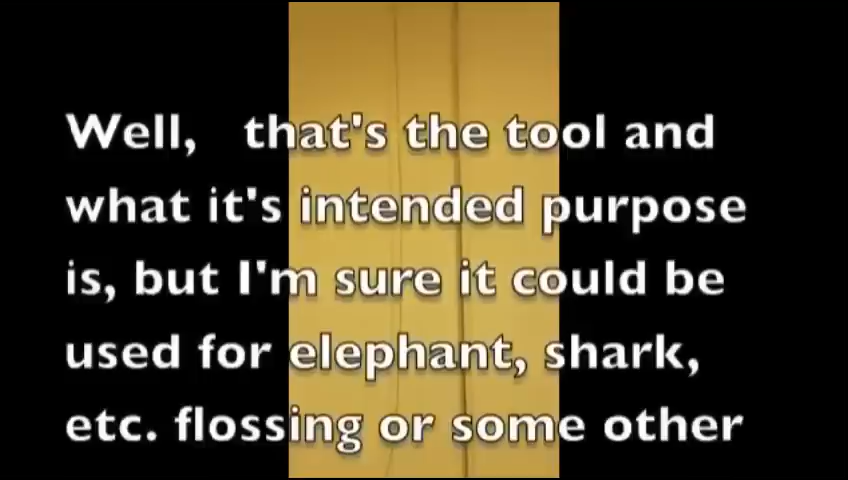 Well,   that's the tool and
what it's intended purpose
is, but I'm sure it could be
used for elephant, shark,
etc. flossing or some other